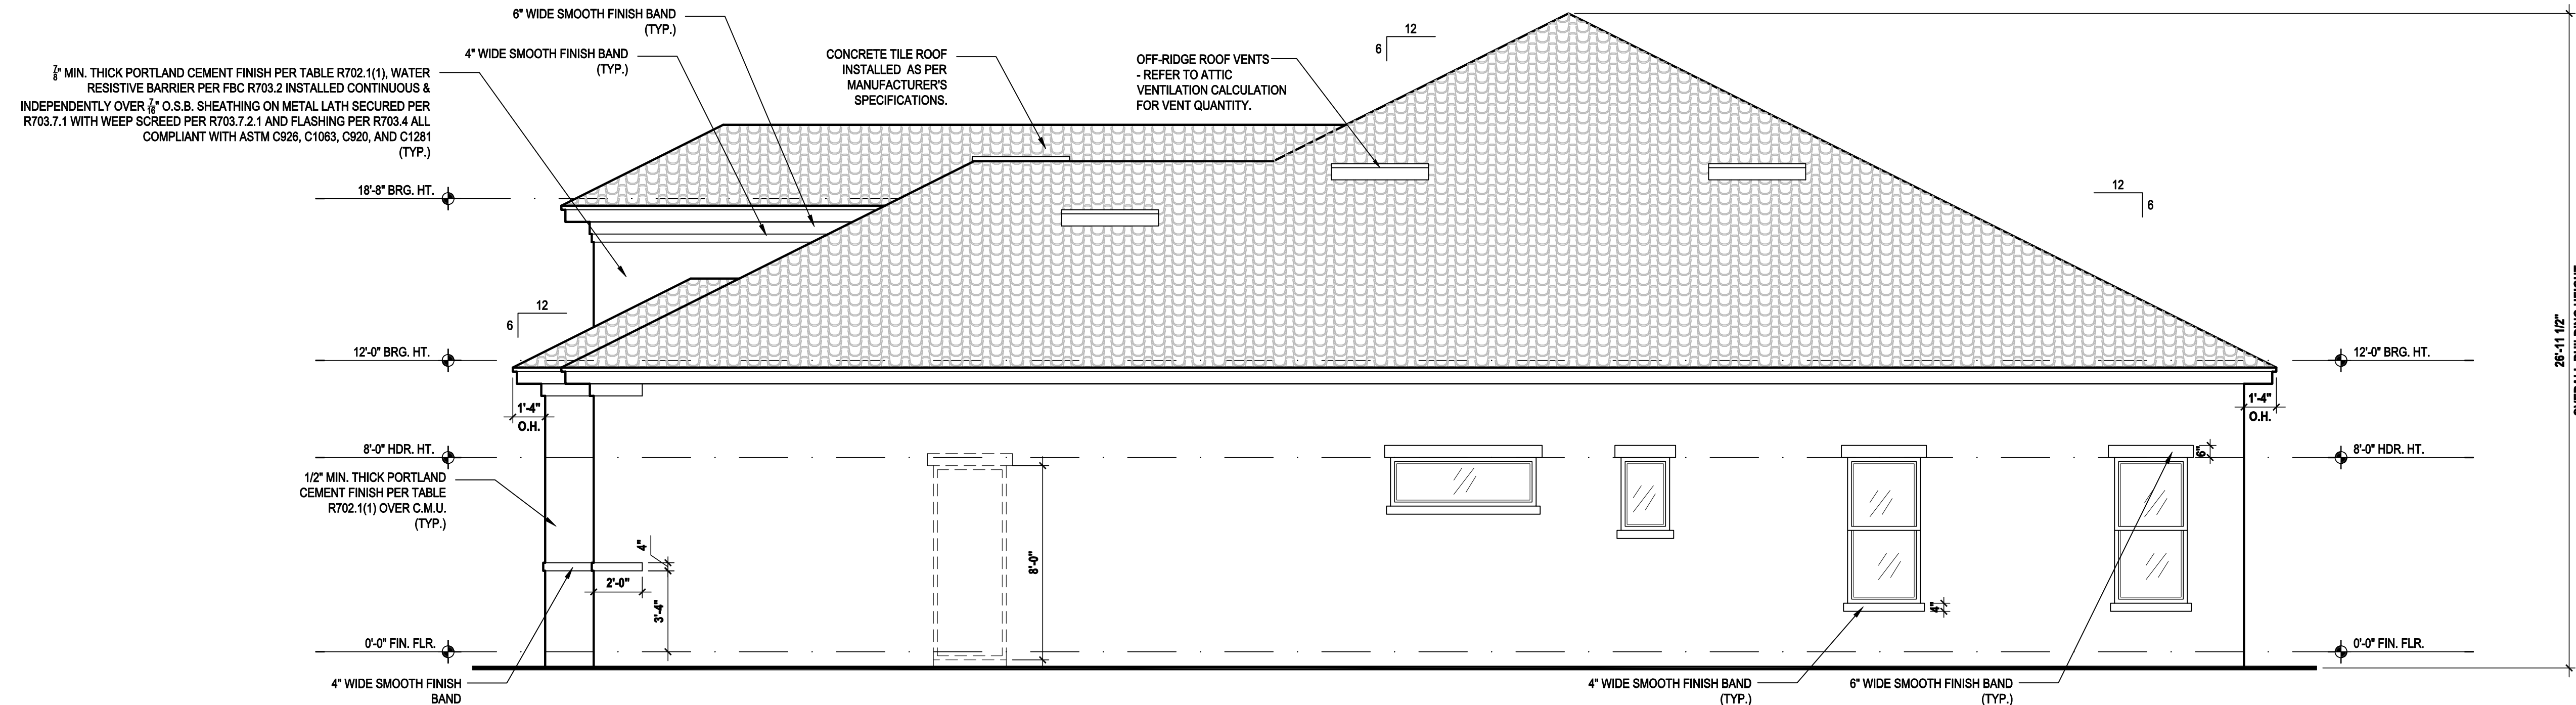 6" WIDE SMOOTH FINISH BAND
(TYP.)
4" WIDE SMOOTH FINISH BAND
(TYP.)
7/8" MIN. THICK PORTLAND CEMENT FINISH PER TABLE R702.1(1), WATER
RESISTIVE BARRIER PER FBC R703.2 INSTALLED CONTINUOUS &
INDEPENDENTLY OVER 7/16" O.S.B. SHEATHING ON METAL LATH SECURED PER
R703.7.1 WITH WEEP SCREED PER R703.7.2.1 AND FLASHING PER R703.4 ALL
COMPLIANT WITH ASTM C926, C1063, C920, AND C1281
(TYP.)
CONCRETE TILE ROOF
INSTALLED AS PER
MANUFACTURER'S
SPECIFICATIONS.
OFF-RIDGE ROOF VENTS
- REFER TO ATTIC
VENTILATION CALCULATION
FOR VENT QUANTITY.
12
6
12
6
12
6
18'-8" BRG. HT.
12'-0" BRG. HT.
12'-0" BRG. HT.
26'-11 1/2"
OVERALL BUILDING HEIGHT
1'-4"
O.H.
1'-4"
O.H.
8'-0" HDR. HT.
8'-0" HDR. HT.
6"
1/2" MIN. THICK PORTLAND
CEMENT FINISH PER TABLE
R702.1(1) OVER C.M.U.
(TYP.)
4"
2'-0"
3'-4"
8'-0"
4"
0'-0" FIN. FLR.
0'-0" FIN. FLR.
4" WIDE SMOOTH FINISH
BAND
4" WIDE SMOOTH FINISH BAND
(TYP.)
6" WIDE SMOOTH FINISH BAND
(TYP.)